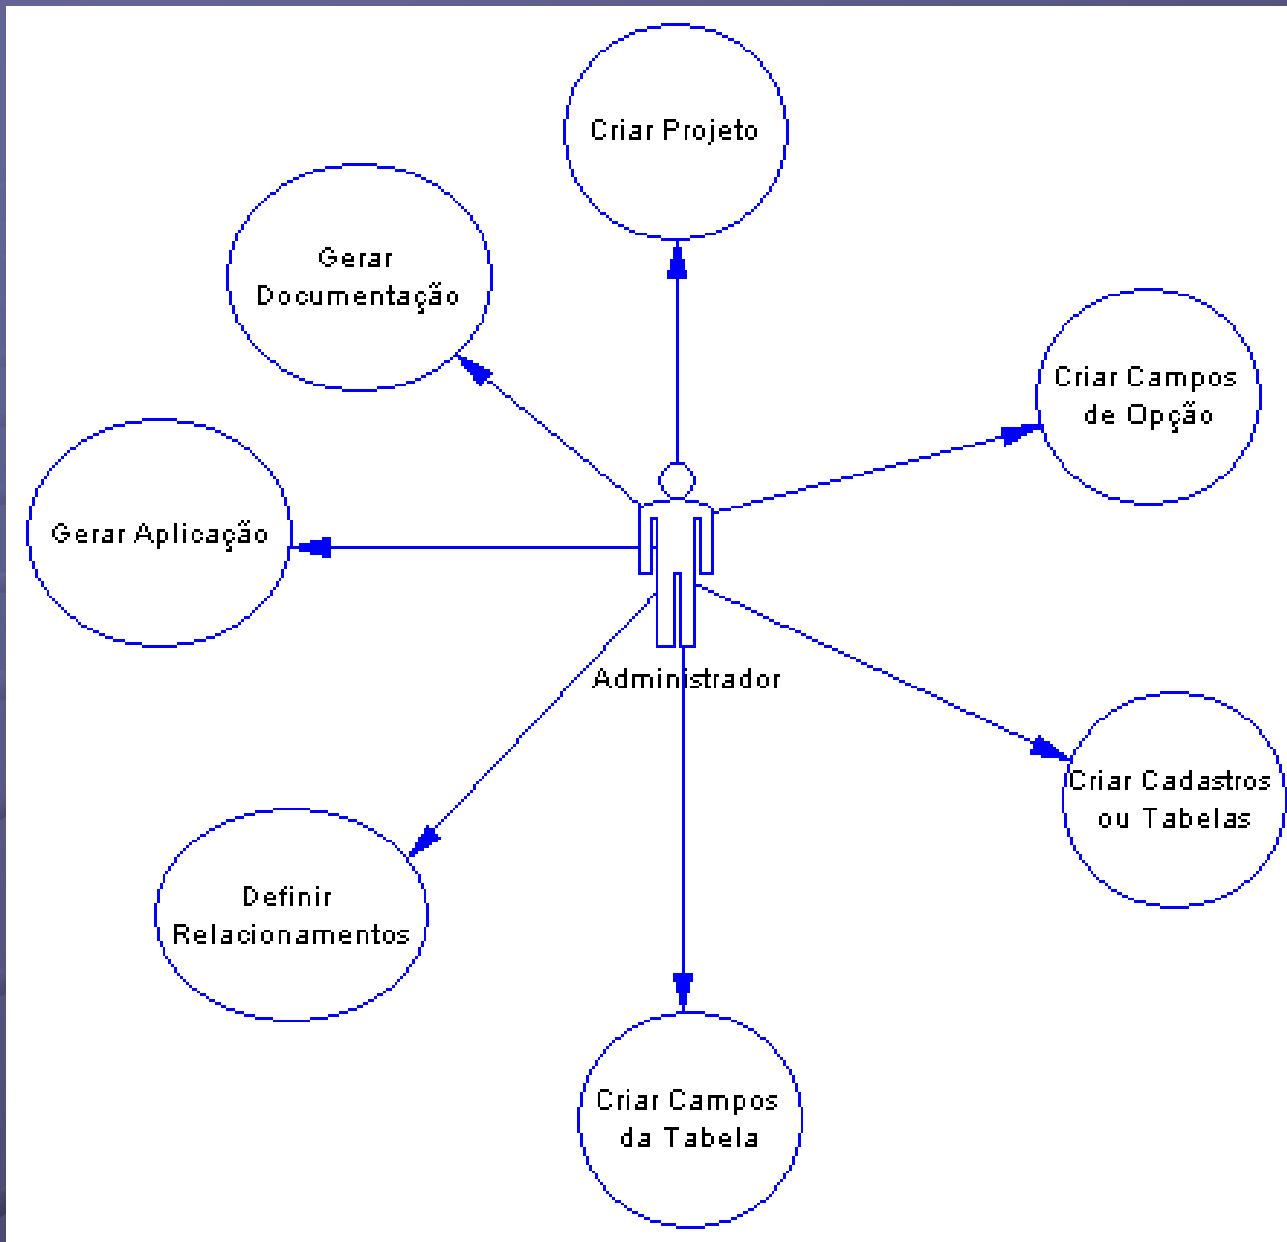 Criar Projeto
Gerar
Documentação
Criar Campos
de Opção
Gerar Aplicação
Administrador
Criar Cadastros
ou Tabelas
Definir
Relacionamentos
Criar Campos
da Tabela